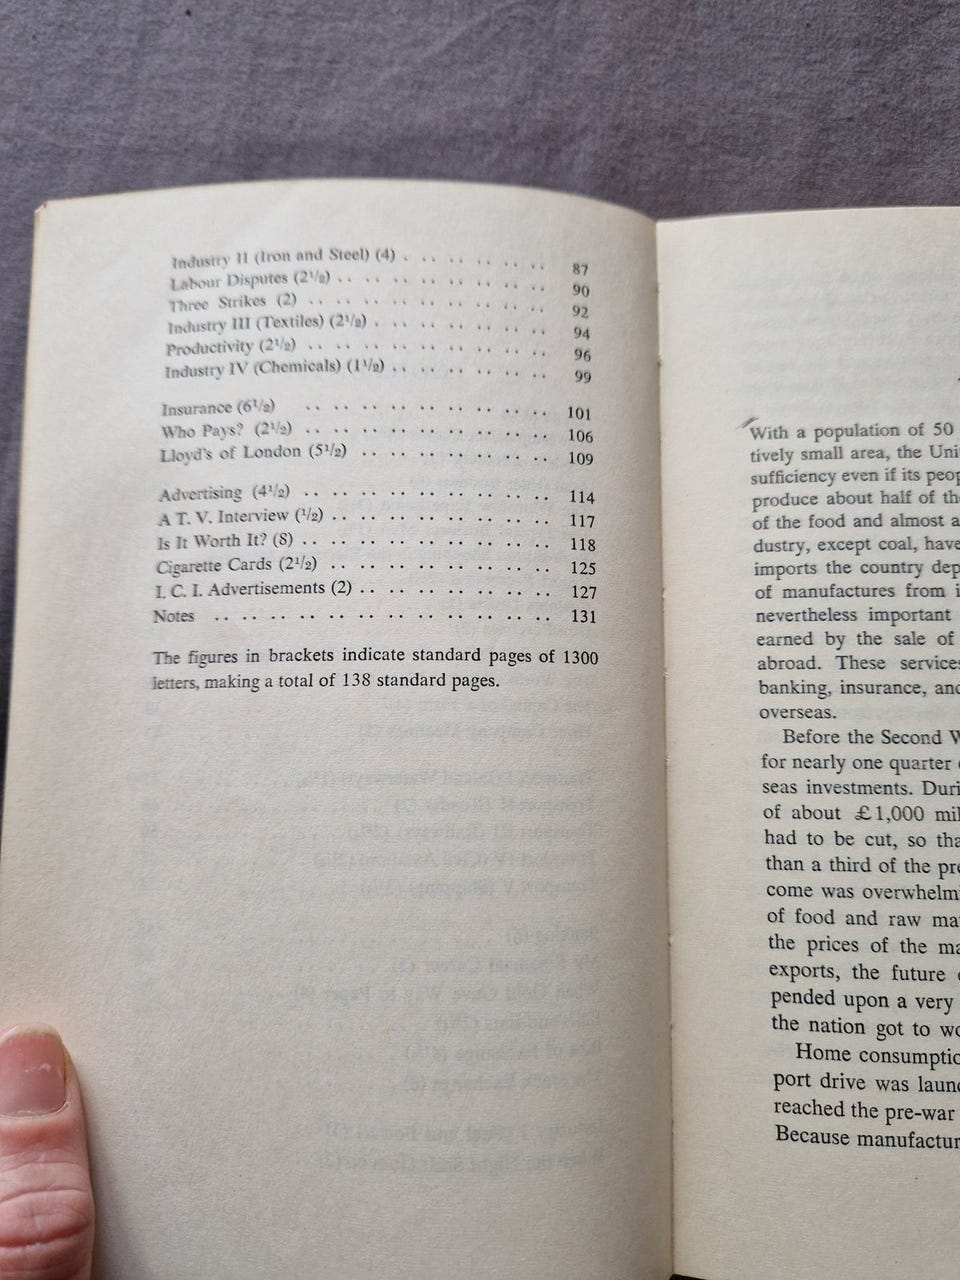 Industry II (Iron and Steel) (4) . .. .. .. .. .. 87
Labour Disputes (2½) .. .. .. .. .. .. .. .. 90
Three Strikes (2) .. .. .. .. .. .. .. .. .. 92
Industry III (Textiles) (2½) . .. .. .. .. .. .. 94
Productivity (2½) .. .. .. .. .. .. .. .. .. 96
Industry IV (Chemicals) (1½) .. .. .. .. .. .. 99
Insurance (6½) .. .. .. .. .. .. .. .. .. 101
Who Pays? (2½) .. .. .. .. .. .. .. .. .. 106
Lloyd's of London (5½) .. .. .. .. .. .. .. 109
Advertising (4½) .. .. .. .. .. .. .. .. .. 114
A T. V. Interview (½) .. .. .. .. .. .. .. .. 117
Is It Worth It? (8) .. .. .. .. .. .. .. .. .. 118
Cigarette Cards (2½) .. .. .. .. .. .. .. .. 125
I. C. I. Advertisements (2) .. .. .. .. .. .. .. 127
Notes .. .. .. .. .. .. .. .. .. .. .. .. 131
The figures in brackets indicate standard pages of 1300
letters, making a total of 138 standard pages.
With a population of 50
tively small area, the Uni
sufficiency even if its peop
produce about half of the
of the food and almost a
dustry, except coal, have
imports the country dep
of manufactures from i
nevertheless important
earned by the sale of
abroad. These services
banking, insurance, and
overseas.
Before the Second W
for nearly one quarter
seas investments. Duri
of about £1,000 mil
had to be cut, so tha
than a third of the pre
come was overwhelmi
of food and raw mat
the prices of the ma
exports, the future
pended upon a very
the nation got to wo
Home consumptio
port drive was laun
reached the pre-war
Because manufactur